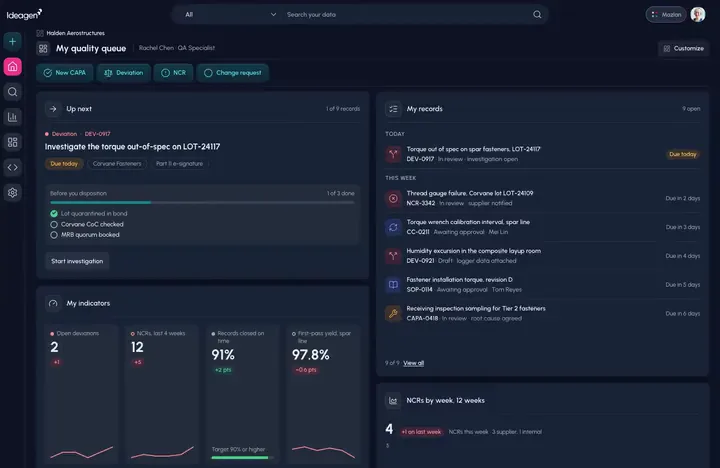 Ideagen
All
Search your data
Mazlan
Halden Aerostructures
My quality queue
Rachel Chen · QA Specialist
Customize
New CAPA
Deviation
NCR
Change request
Up next
1 of 9 records
Deviation · DEV-0917
Investigate the torque out-of-spec on LOT-24117
Due today
Corvane Fasteners
Part 11 e-signature
Before you disposition
1 of 3 done
Lot quarantined in bond
Corvane CoC checked
MRB quorum booked
Start investigation
My indicators
Open deviations
2
+1
NCRs, last 4 weeks
12
+5
Records closed on
time
91%
+2 pts
Target 90% or higher
First-pass yield, spar
line
97.8%
-0.6 pts
My records
9 open
TODAY
Torque out of spec on spar fasteners, LOT-24117
DEV-0917 · In review · Investigation open
Due today
THIS WEEK
Thread gauge failure, Corvane lot LOT-24109
NCR-3342 · In review · supplier notified
Due in 2 days
Torque wrench calibration interval, spar line
CC-0211 · Awaiting approval · Mei Lin
Due in 3 days
Humidity excursion in the composite layup room
DEV-0921 · Draft · logger data attached
Due in 4 days
Fastener installation torque, revision D
SOP-0114 · Awaiting approval · Tom Reyes
Due in 5 days
Receiving inspection sampling for Tier 2 fasteners
CAPA-0418 · In review · root cause agreed
Due in 6 days
9 of 9
View all
NCRs by week, 12 weeks
4
+1 on last week
NCRs this week · 3 supplier, 1 internal
5